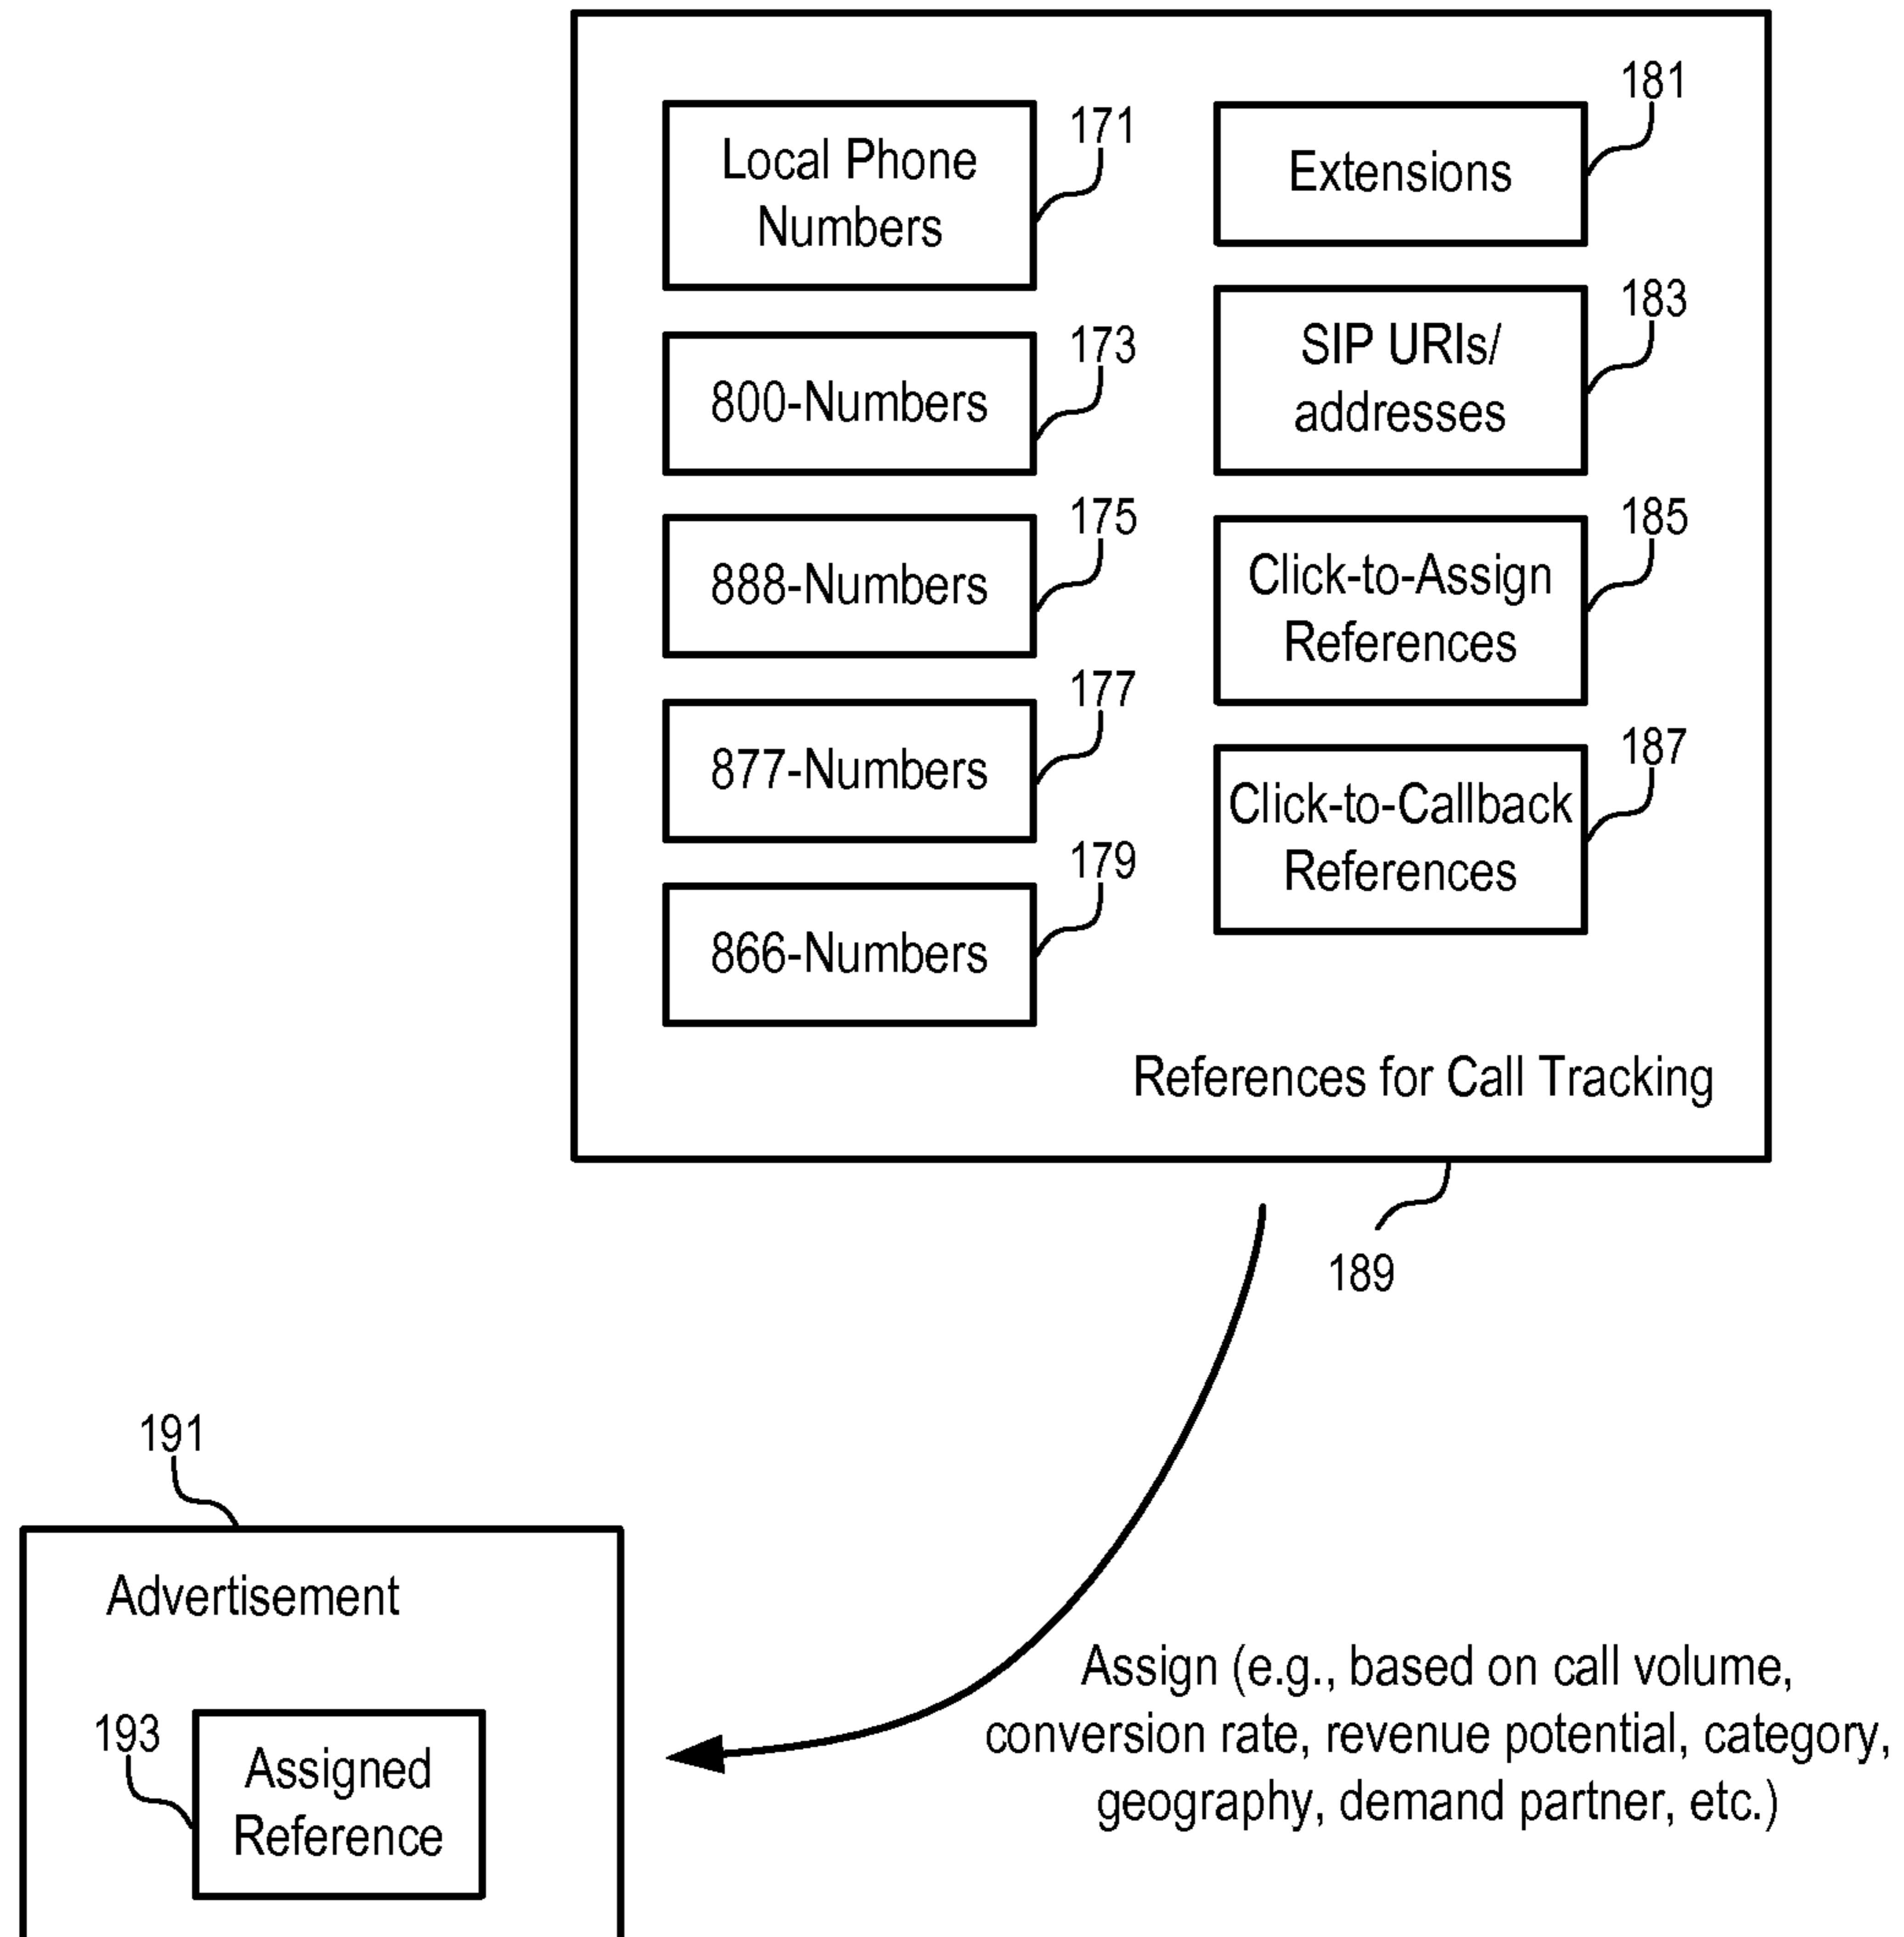 Local Phone
Numbers
171
800-Numbers
173
888-Numbers
175
877-Numbers
177
866-Numbers
179
Extensions
181
SIP URIs/
addresses
183
Click-to-Assign
References
185
Click-to-Callback
References
187
References for Call Tracking
189
191
Advertisement
193
Assigned
Reference
Assign (e.g., based on call volume,
conversion rate, revenue potential, category,
geography, demand partner, etc.)